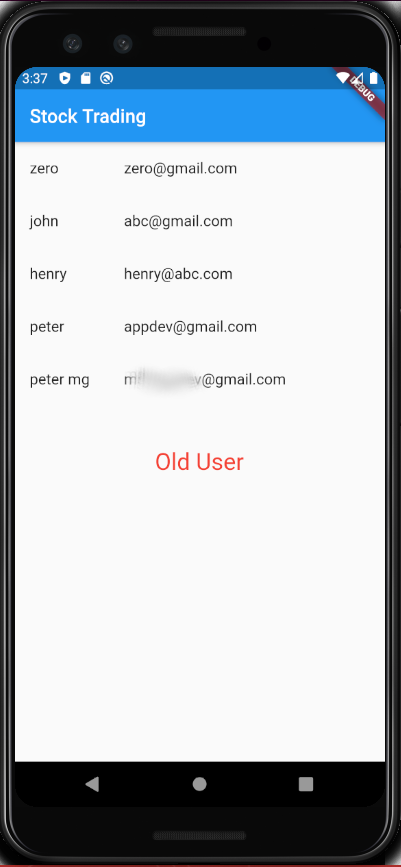 3:37
DEBUG
Stock Trading
zero zero@gmail.com
john abc@gmail.com
henry henry@abc.com
peter appdev@gmail.com
peter mg @gmail.com
Old User